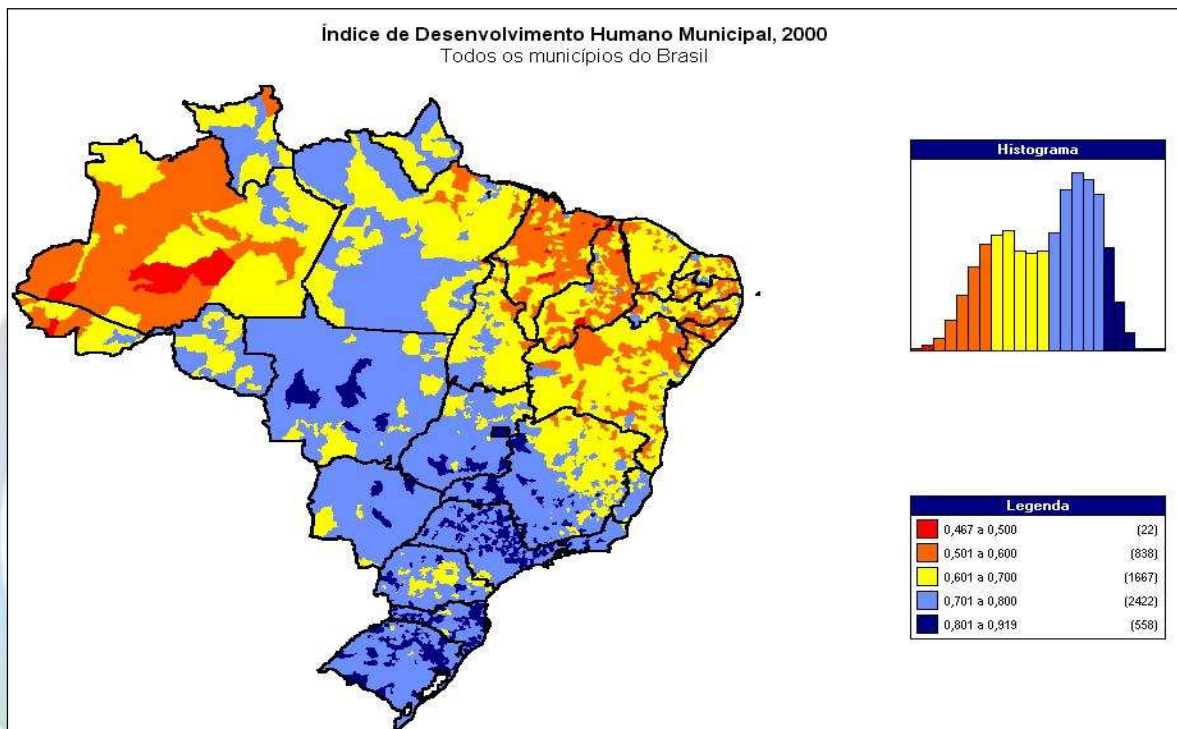 Índice de Desenvolvimento Humano Municipal, 2000
Todos os municípios do Brasil
Histograma
Legenda
0,467 a 0,500 (22)
0,501 a 0,600 (838)
0,601 a 0,700 (1667)
0,701 a 0,800 (2422)
0,801 a 0,919 (558)